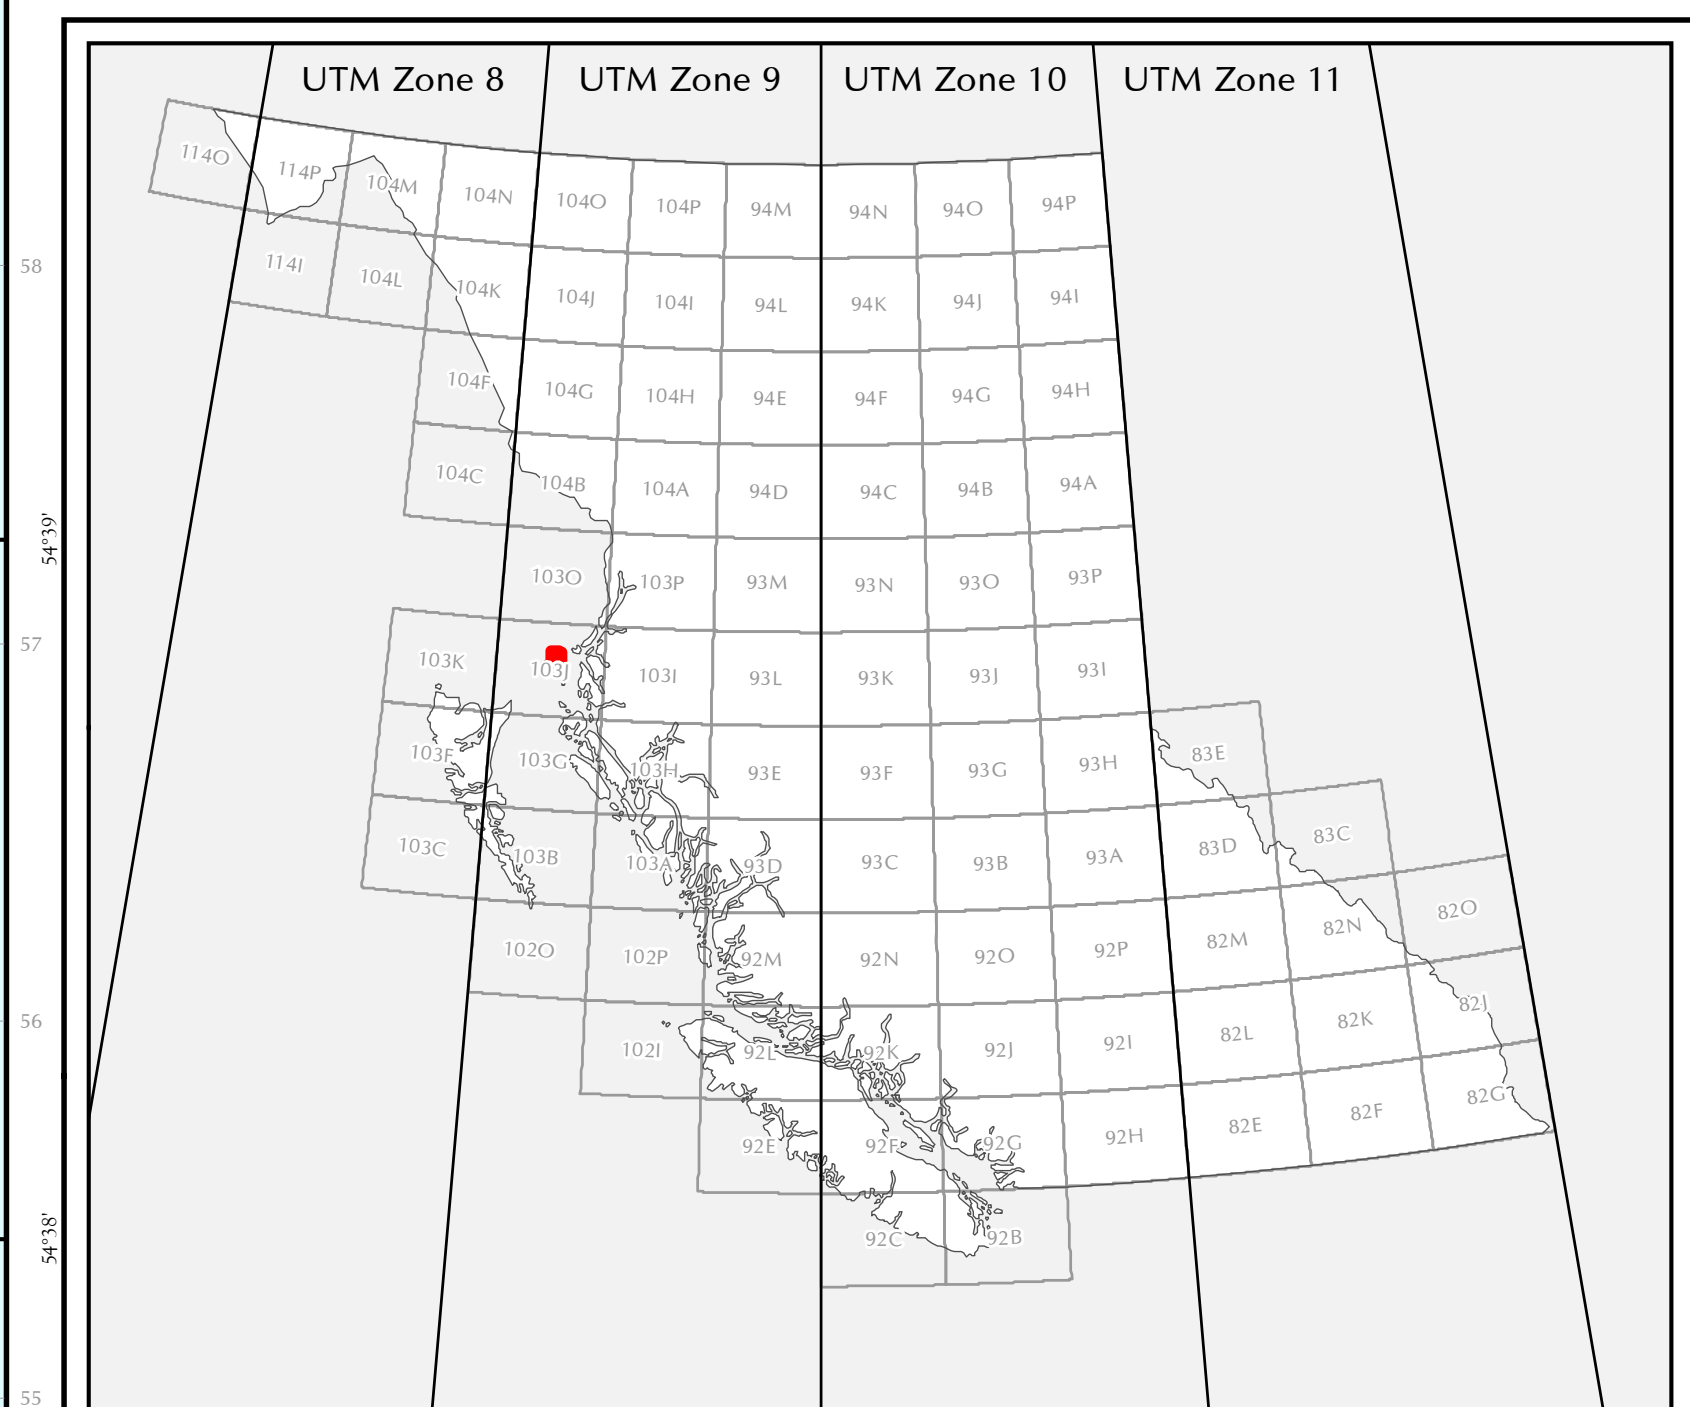 UTM Zone 8 UTM Zone 9 UTM Zone 10 UTM Zone 11
114O 114P 104M 104N 104O 104P 94M 94N 94O 94P
58
114I 104L 104K 104J 104I 94L 94K 94J 94I
104F 104G 104H 94E 94F 94G 94H
104C 104B 104A 94D 94C 94B 94A
54°39'
103O 103P 93M 93N 93O 93P
57
103K 103J 103I 93L 93K 93J 93I
103F 103G 103H 93E 93F 93G 93H 83E
103C 103B 103A 93D 93C 93B 93A 83D 83C
102O 102P 92M 92N 92O 92P 82M 82N 82O
56
102I 92L 92K 92J 92I 82L 82K 82J
92E 92F 92G 92H 82E 82F 82G
54°38'
92C 92B
55